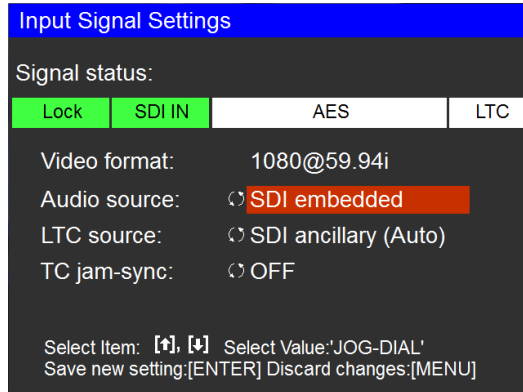 Input Signal Settings
Signal status:
Lock SDI IN AES LTC
Video format: 1080@59.94i
Audio source: SDI embedded
LTC source: SDI ancillary (Auto)
TC jam-sync: OFF
Select Item: [↑], [↓] Select Value:'JOG-DIAL'
Save new setting:[ENTER] Discard changes:[MENU]